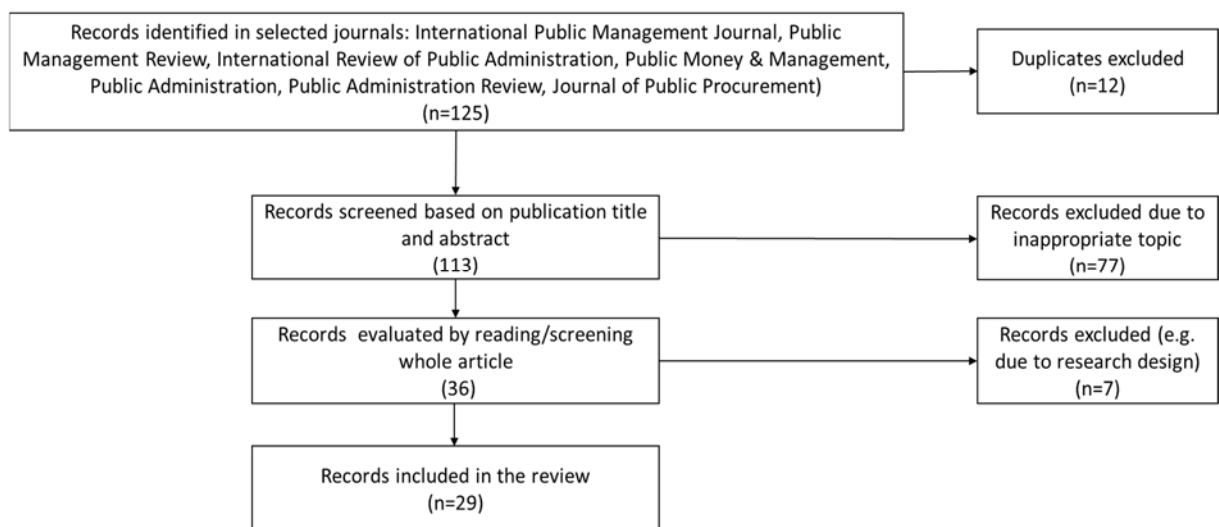 Records identified in selected journals: International Public Management Journal, Public
Management Review, International Review of Public Administration, Public Money & Management,
Public Administration, Public Administration Review, Journal of Public Procurement)
(n=125)
Duplicates excluded
(n=12)
Records screened based on publication title
and abstract
(113)
Records excluded due to
inappropriate topic
(n=77)
Records evaluated by reading/screening
whole article
(36)
Records excluded (e.g.
due to research design)
(n=7)
Records included in the review
(n=29)